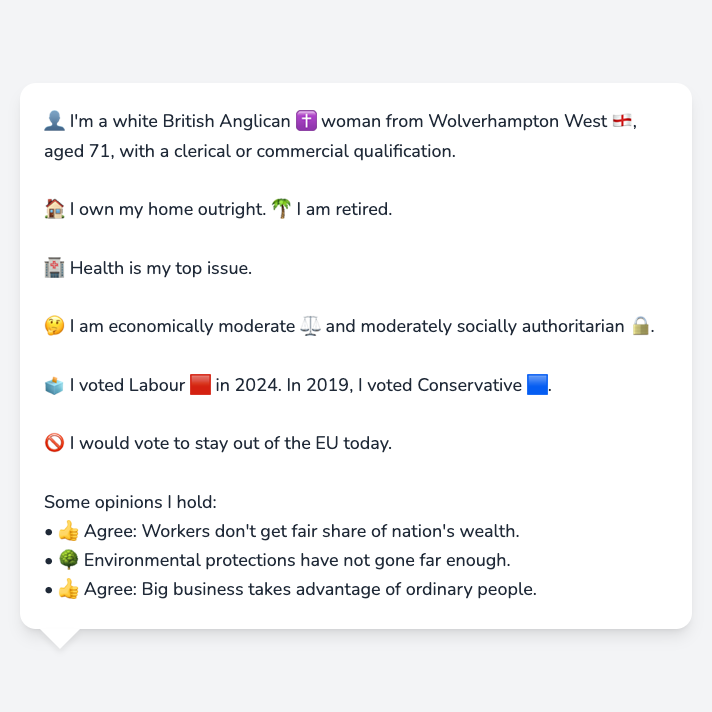 👤 I'm a white British Anglican ✝️ woman from Wolverhampton West 🏴󠁧󠁢󠁥󠁮󠁧󠁿,
aged 71, with a clerical or commercial qualification.
🏠 I own my home outright. 🌴 I am retired.
🏥 Health is my top issue.
🤔 I am economically moderate ⚖️ and moderately socially authoritarian 🔒.
🗳️ I voted Labour 🟥 in 2024. In 2019, I voted Conservative 🟦.
🚫 I would vote to stay out of the EU today.
Some opinions I hold:
• 👍 Agree: Workers don't get fair share of nation's wealth.
• 🌳 Environmental protections have not gone far enough.
• 👍 Agree: Big business takes advantage of ordinary people.